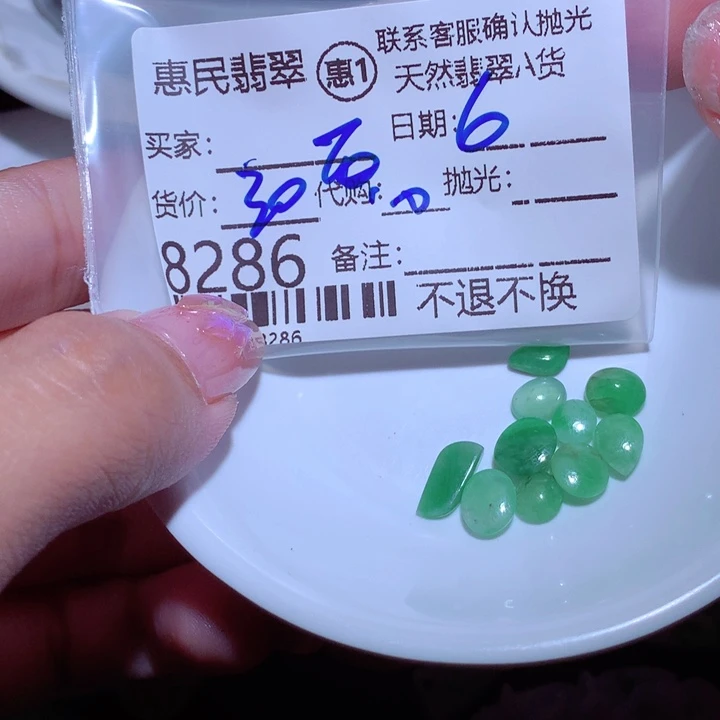 惠民翡翠 惠1 联系客服确认抛光
天然翡翠A货
买家: 日期: 6
货价: 30 代购: 抛光:
8286 备注:
不退不换
8286